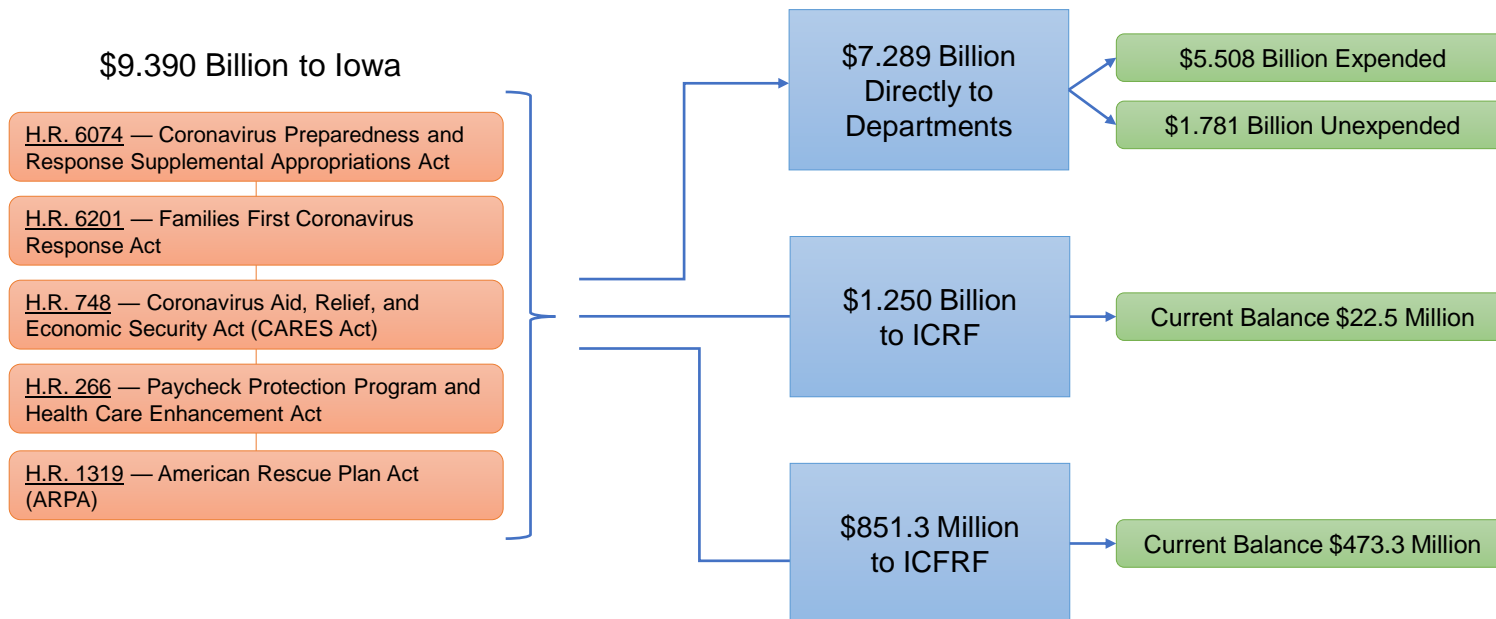 $9.390 Billion to Iowa
H.R. 6074 — Coronavirus Preparedness and
Response Supplemental Appropriations Act
H.R. 6201 — Families First Coronavirus
Response Act
H.R. 748 — Coronavirus Aid, Relief, and
Economic Security Act (CARES Act)
H.R. 266 — Paycheck Protection Program and
Health Care Enhancement Act
H.R. 1319 — American Rescue Plan Act
(ARPA)
$7.289 Billion
Directly to
Departments
$5.508 Billion Expended
$1.781 Billion Unexpended
$1.250 Billion
to ICRF
Current Balance $22.5 Million
$851.3 Million
to ICFRF
Current Balance $473.3 Million